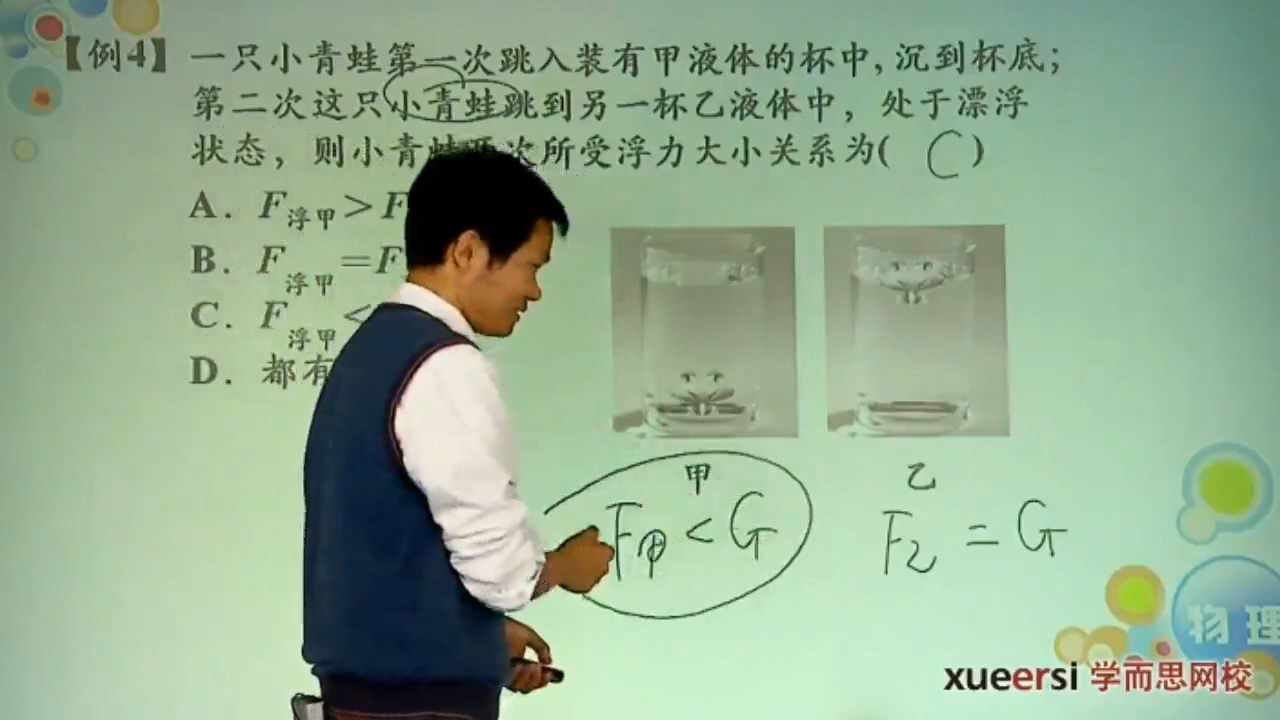 【例4】 一只小青蛙第一次跳入装有甲液体的杯中,沉到杯底;
第二次这只小青蛙跳到另一杯乙液体中，处于漂浮
状态，则小青蛙两次所受浮力大小关系为( C )
A. F浮甲>F
B. F浮甲=F
C. F浮甲<
D. 都有
甲
乙
F甲<G
F乙=G
物理
xueersi 学而思网校